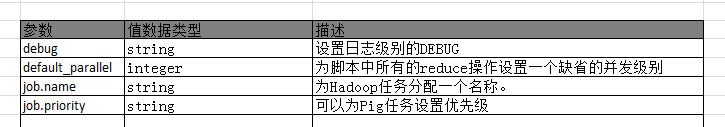 参数 值数据类型 描述
debug string 设置日志级别的DEBUG
default_parallel integer 为脚本中所有的reduce操作设置一个缺省的并发级别
job.name string 为Hadoop任务分配一个名称。
job.priority string 可以为Pig任务设置优先级